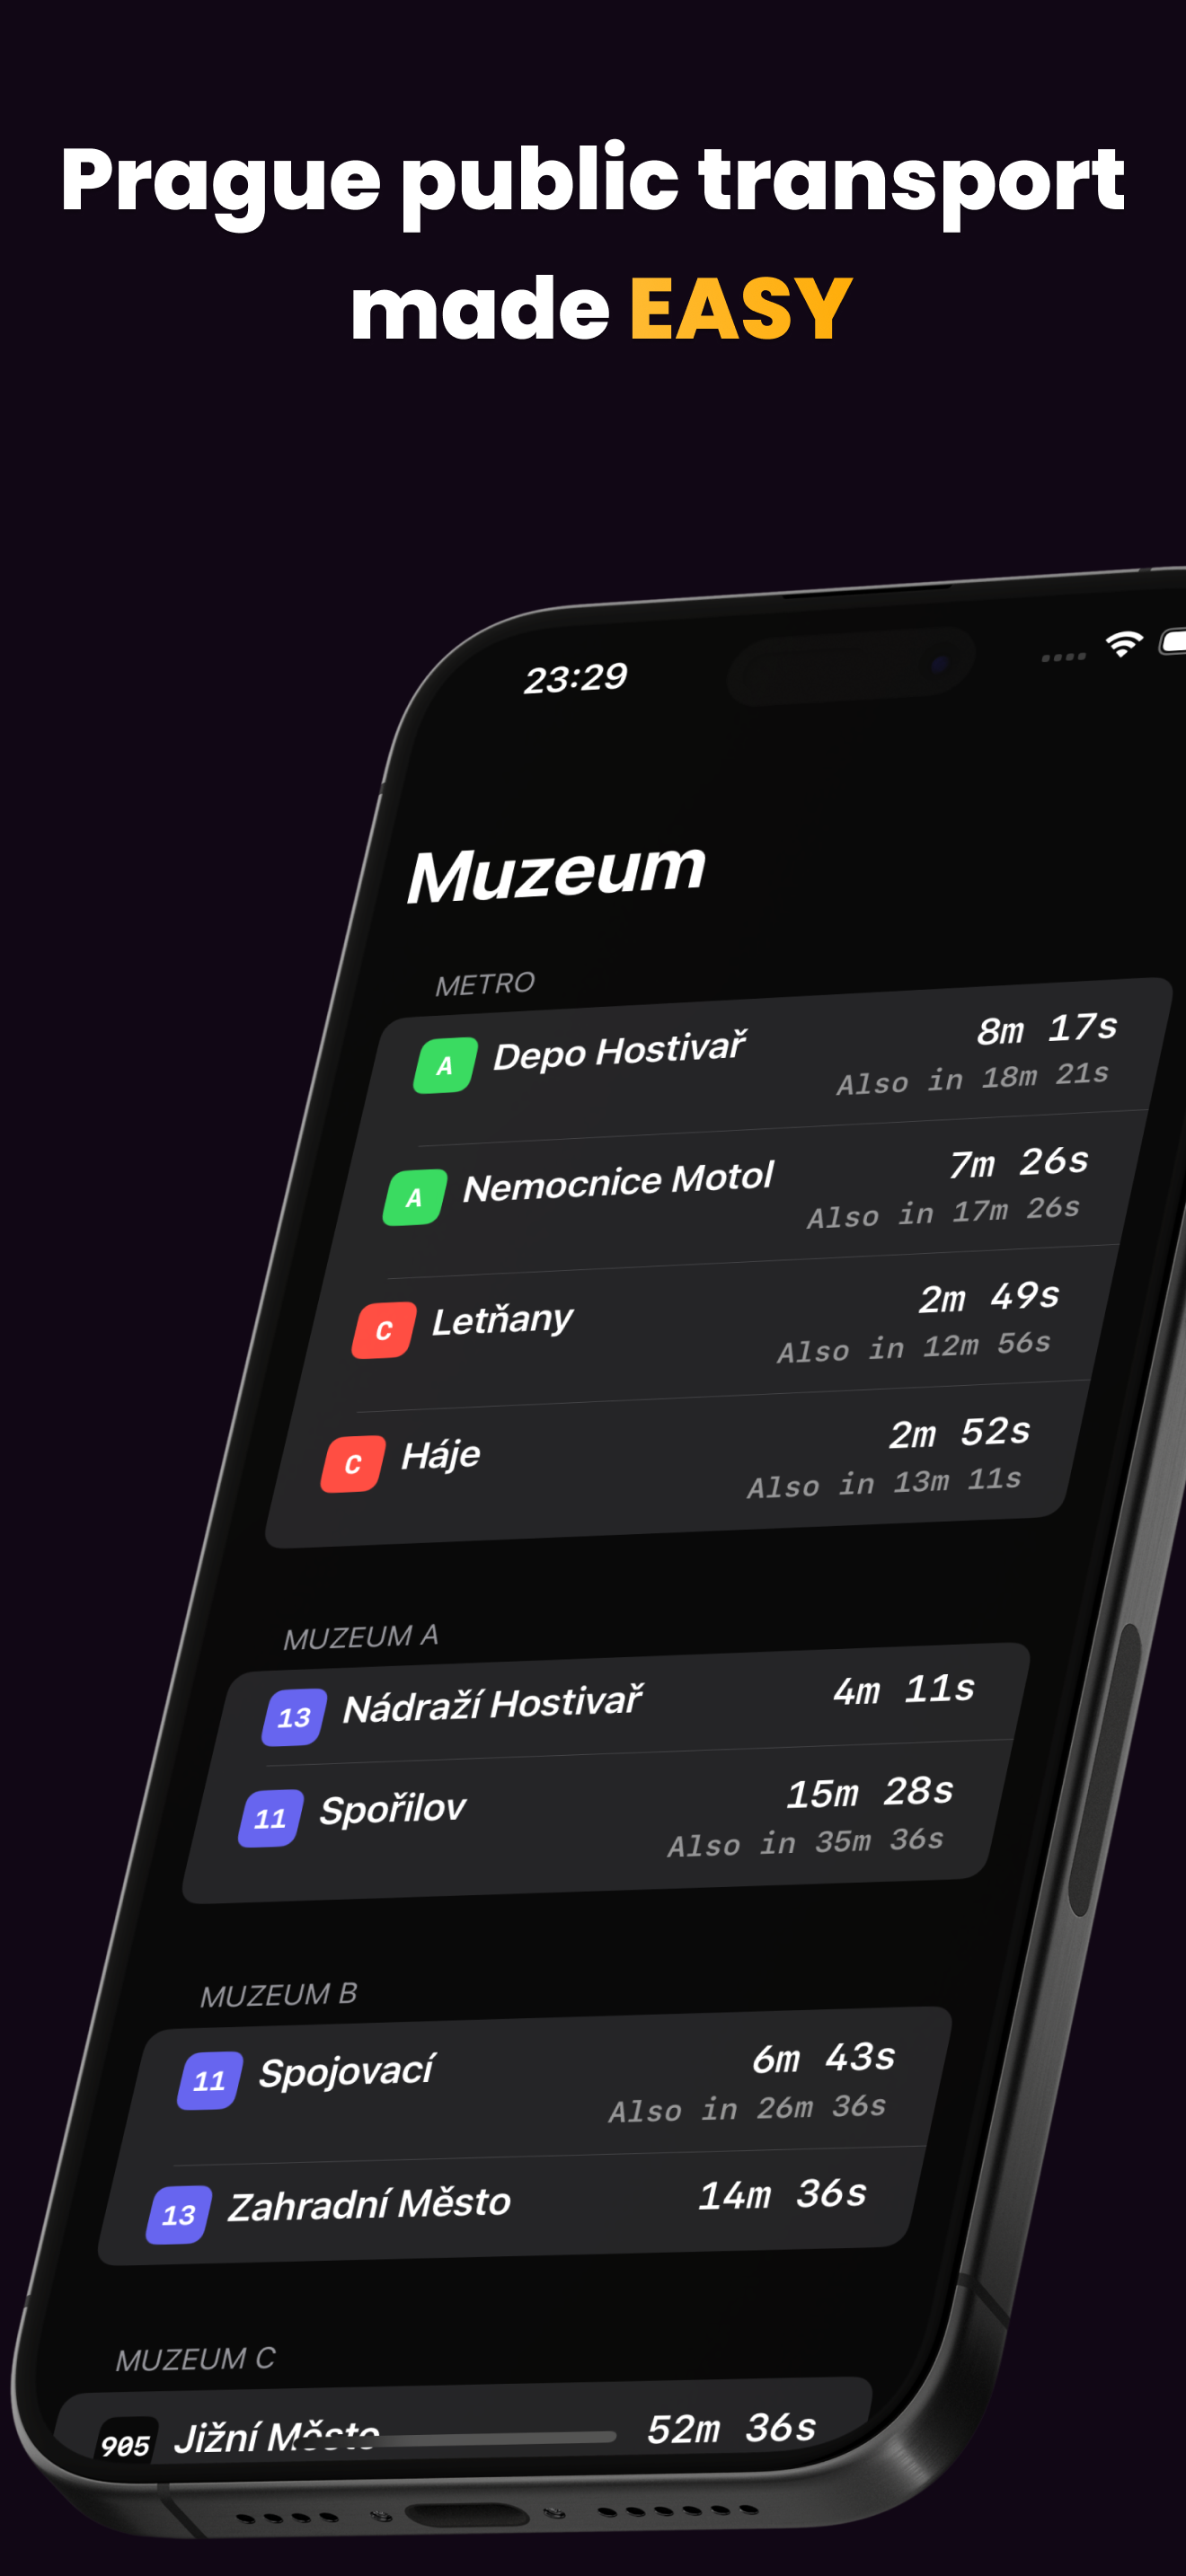 Prague public transport
made EASY
23:29
Muzeum
METRO
A Depo Hostivař 8m 17s
Also in 18m 21s
A Nemocnice Motol 7m 26s
Also in 17m 26s
C Letňany 2m 49s
Also in 12m 56s
C Háje 2m 52s
Also in 13m 11s
MUZEUM A
13 Nádraží Hostivař 4m 11s
11 Spořilov 15m 28s
Also in 35m 36s
MUZEUM B
11 Spojovací 6m 43s
Also in 26m 36s
13 Zahradní Město 14m 36s
MUZEUM C
905 Jižní Město 52m 36s